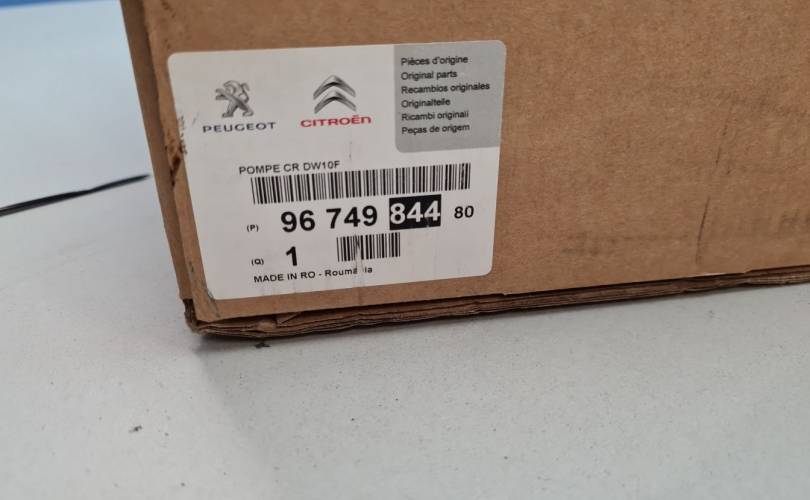 PEUGEOT
CITROËN
Pièces d'origine
Original parts
Recambios originales
Originalteile
Ricambi originali
Peças de origem
POMPE CR DW10F
(P) 96 749 844 80
(Q) 1
MADE IN RO -